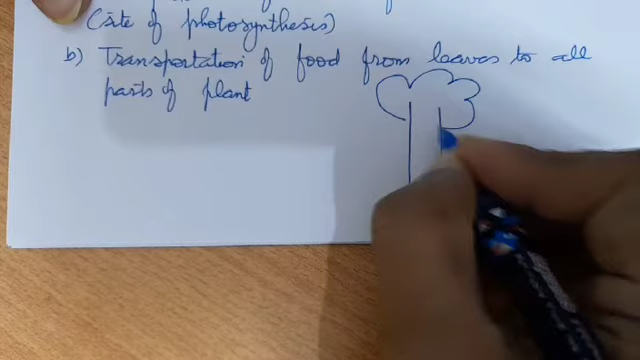 (site of photosynthesis)
b) Transportation of food from leaves to all
parts of plant